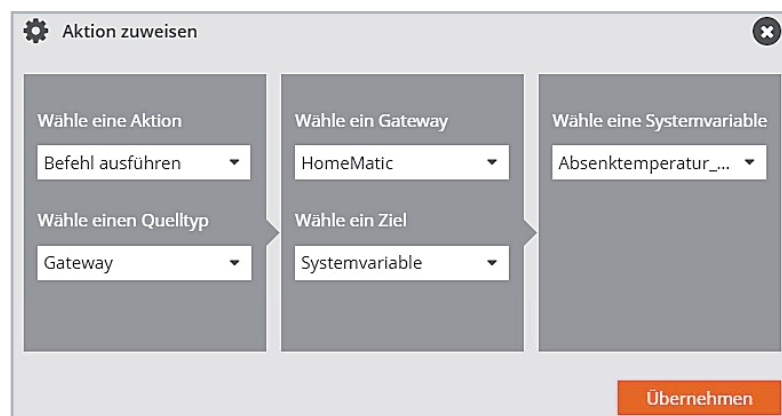 Aktion zuweisen
Wähle eine Aktion
Befehl ausführen
Wähle einen Quelltyp
Gateway
Wähle ein Gateway
HomeMatic
Wähle ein Ziel
Systemvariable
Wähle eine Systemvariable
Absenktemperatur_...
Übernehmen